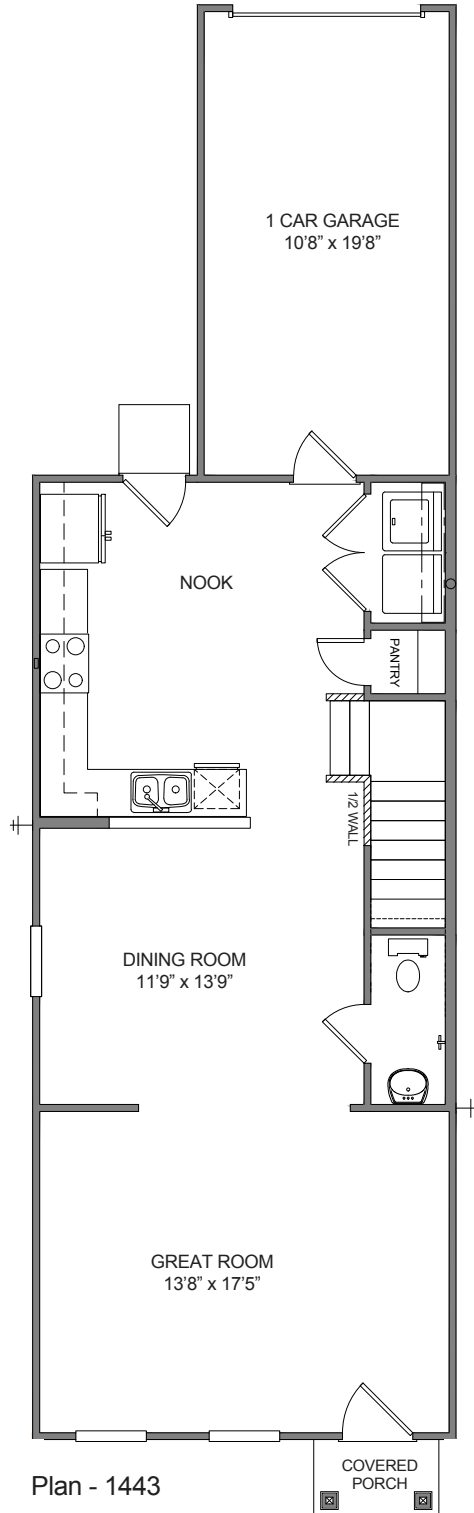 1 CAR GARAGE
10’8” x 19’8”
NOOK
PANTRY
1/2 WALL
DINING ROOM
11’9” x 13’9”
GREAT ROOM
13’8” x 17’5”
COVERED
PORCH
Plan - 1443